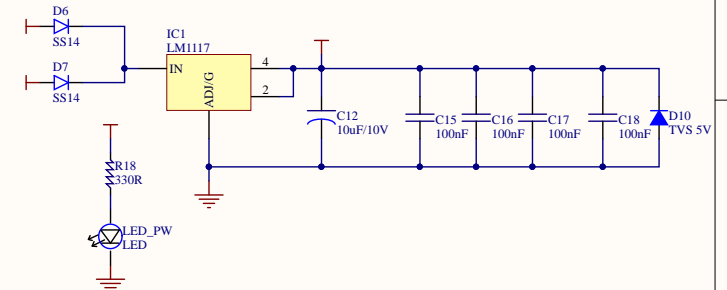 D6
SS14
D7
SS14
IC1
LM1117
IN
ADJ/G
4
2
C12
10uF/10V
C15
100nF
C16
100nF
C17
100nF
C18
100nF
D10
TVS 5V
R18
330R
LED_PW
LED